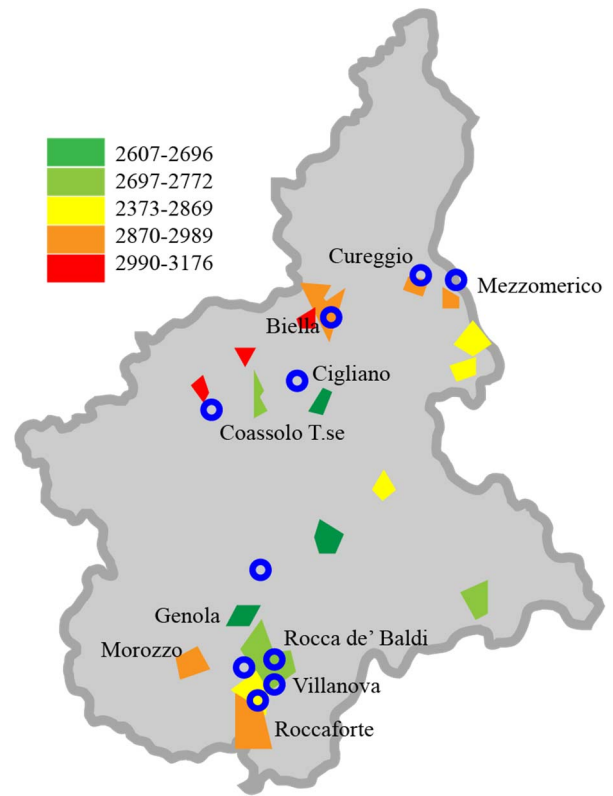 2607-2696
2697-2772
2373-2869
2870-2989
2990-3176
Cureggio
Mezzomerico
Biella
Cigliano
Coassolo T.se
Genola
Rocca de’ Baldi
Morozzo
Villanova
Roccaforte